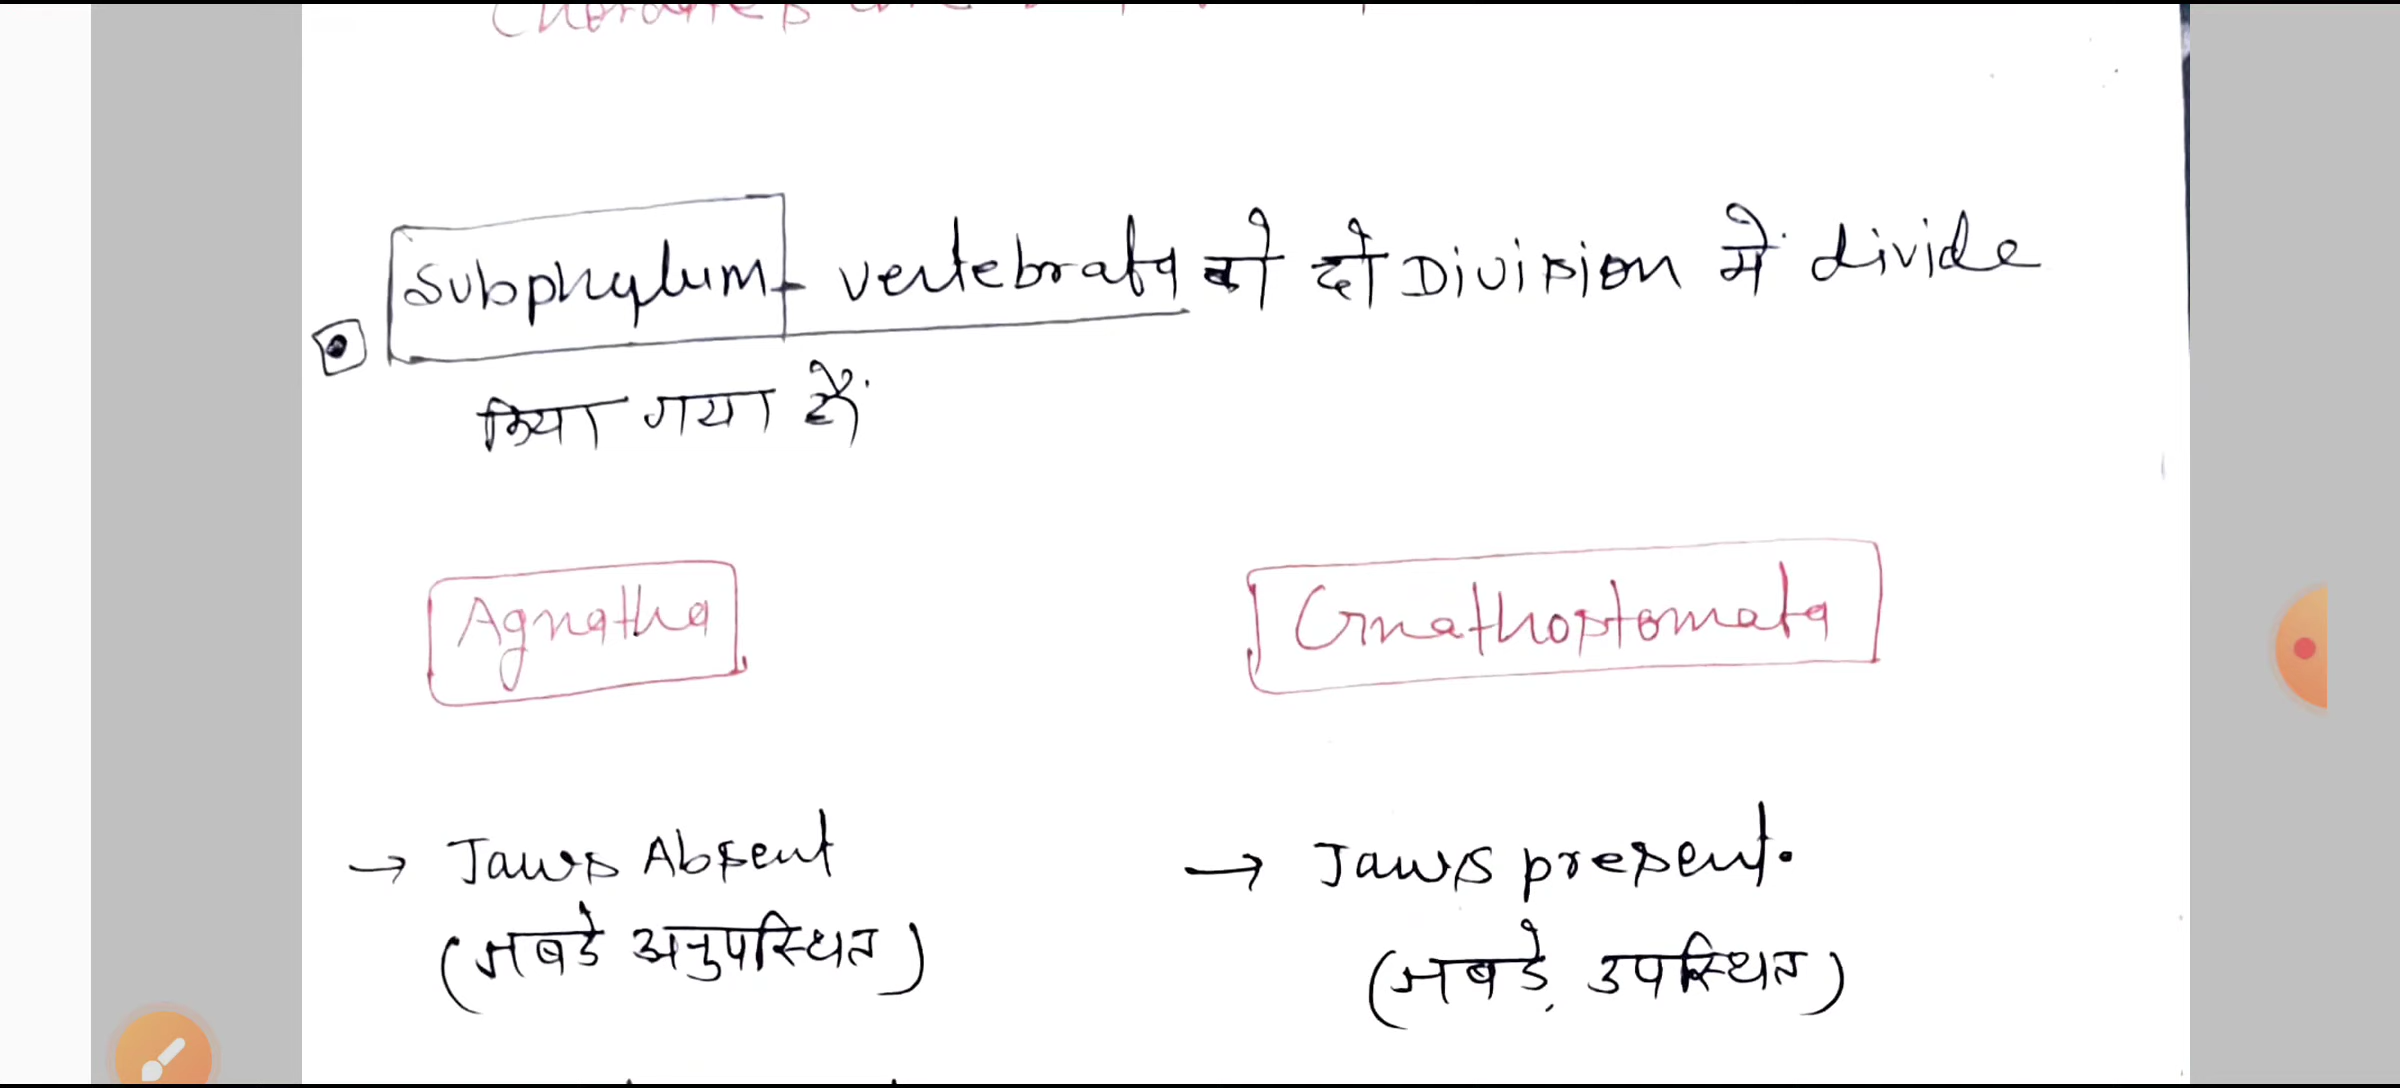 Subphylum - vertebrata को दो Division में divide
किया गया हैं
Agnatha
Gnathostomata
→ Jaws Absent
→ Jaws present.
(जबडे अनुपस्थित)
(जबडे उपस्थित)